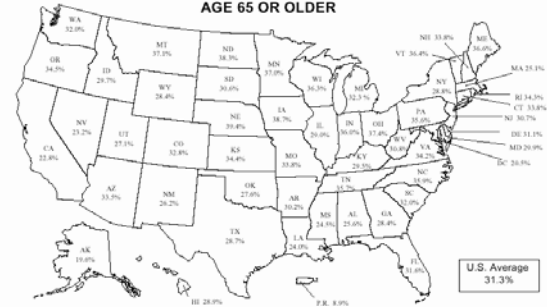 AGE 65 OR OLDER
WA
32.0%
OR
34.5%
CA
22.8%
NV
23.2%
ID
29.7%
MT
37.1%
WY
28.4%
UT
27.1%
AZ
33.5%
CO
32.8%
NM
26.2%
ND
38.3%
SD
30.6%
NE
39.4%
KS
34.4%
OK
27.6%
TX
28.7%
MN
37.0%
IA
38.7%
MO
33.8%
AR
30.2%
LA
24.0%
WI
36.3%
IL
29.0%
MI
32.3 %
IN
30.0%
OH
37.4%
KY
29.5%
TN
35.7%
MS
24.5%
AL
25.6%
GA
28.4%
FL
31.6%
SC
32.0%
NC
35.9%
VA
34.2%
WV
30.8%
PA
35.6%
NY
28.8%
VT 36.4%
NH 33.8%
ME
36.6%
MA 25.1%
RI 34.3%
CT 33.8%
NJ 30.7%
DE 31.1%
MD 29.9%
DC 20.5%
AK
19.6%
HI 28.9%
P.R. 8.9%
U.S. Average
31.3%